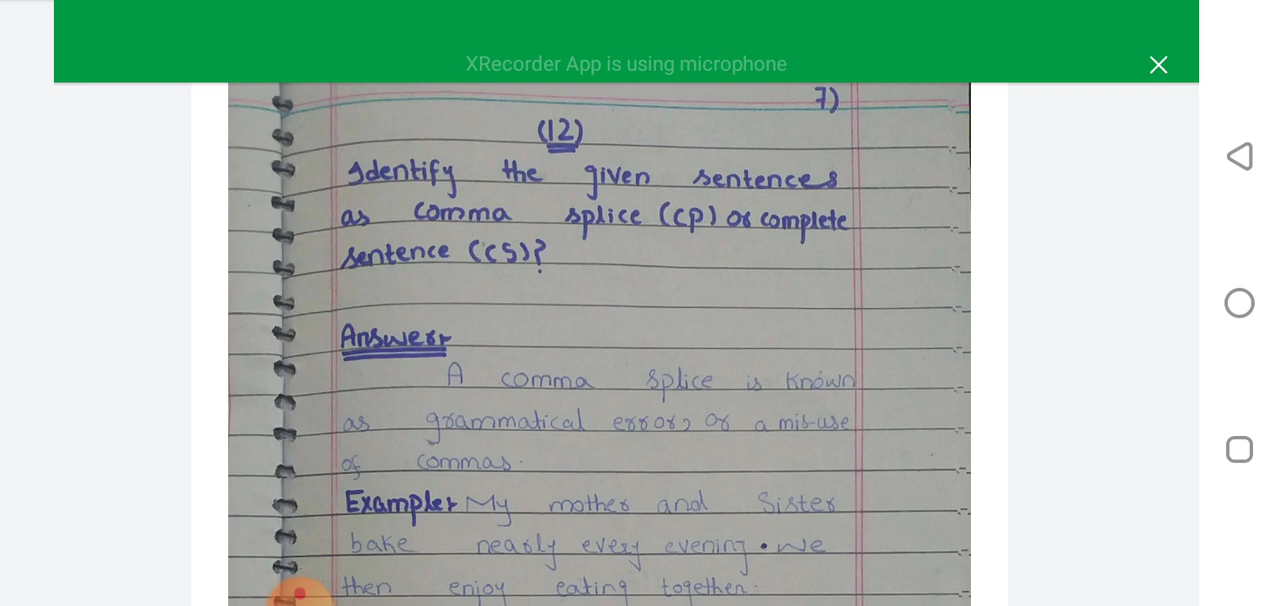 XRecorder App is using microphone
7)
(12)
Identify the given sentences
as comma splice (CP) or complete
sentence (CS)?
Answer:
A comma splice is known
as grammatical error, or a mis-use
of commas.
Example: My mother and Sister
bake nearly every evening. we
then enjoy eating together.